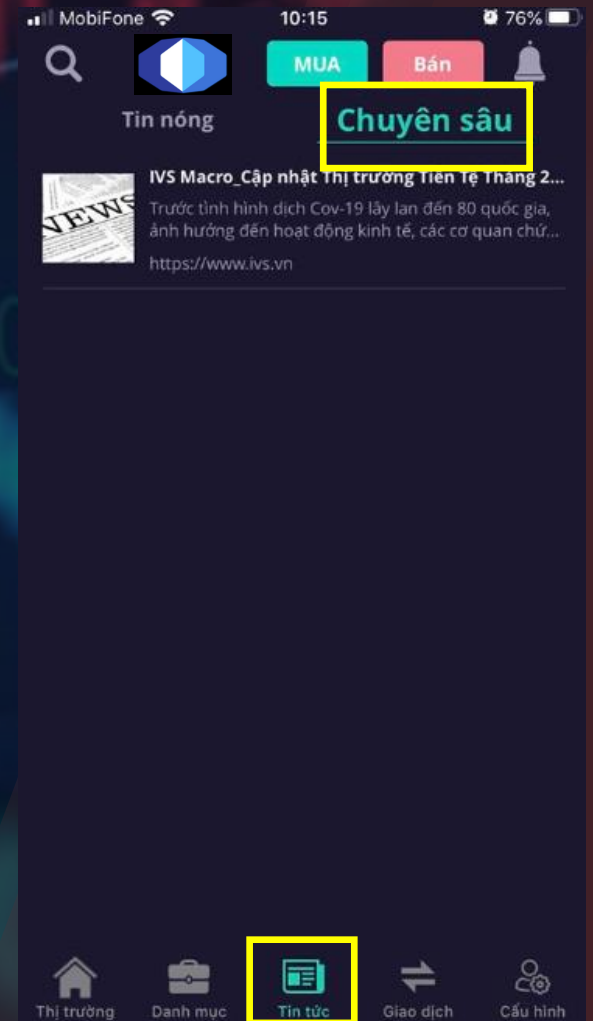 MobiFone 10:15 76%
MUA Bán
Tin nóng Chuyên sâu
IVS Macro_Cập nhật Thị trường Tiền Tệ Tháng 2...
NEWS
Trước tình hình dịch Cov-19 lây lan đến 80 quốc gia,
ảnh hưởng đến hoạt động kinh tế, các cơ quan chứ...
https://www.ivs.vn
Thị trường Danh mục Tin tức Giao dịch Cấu hình